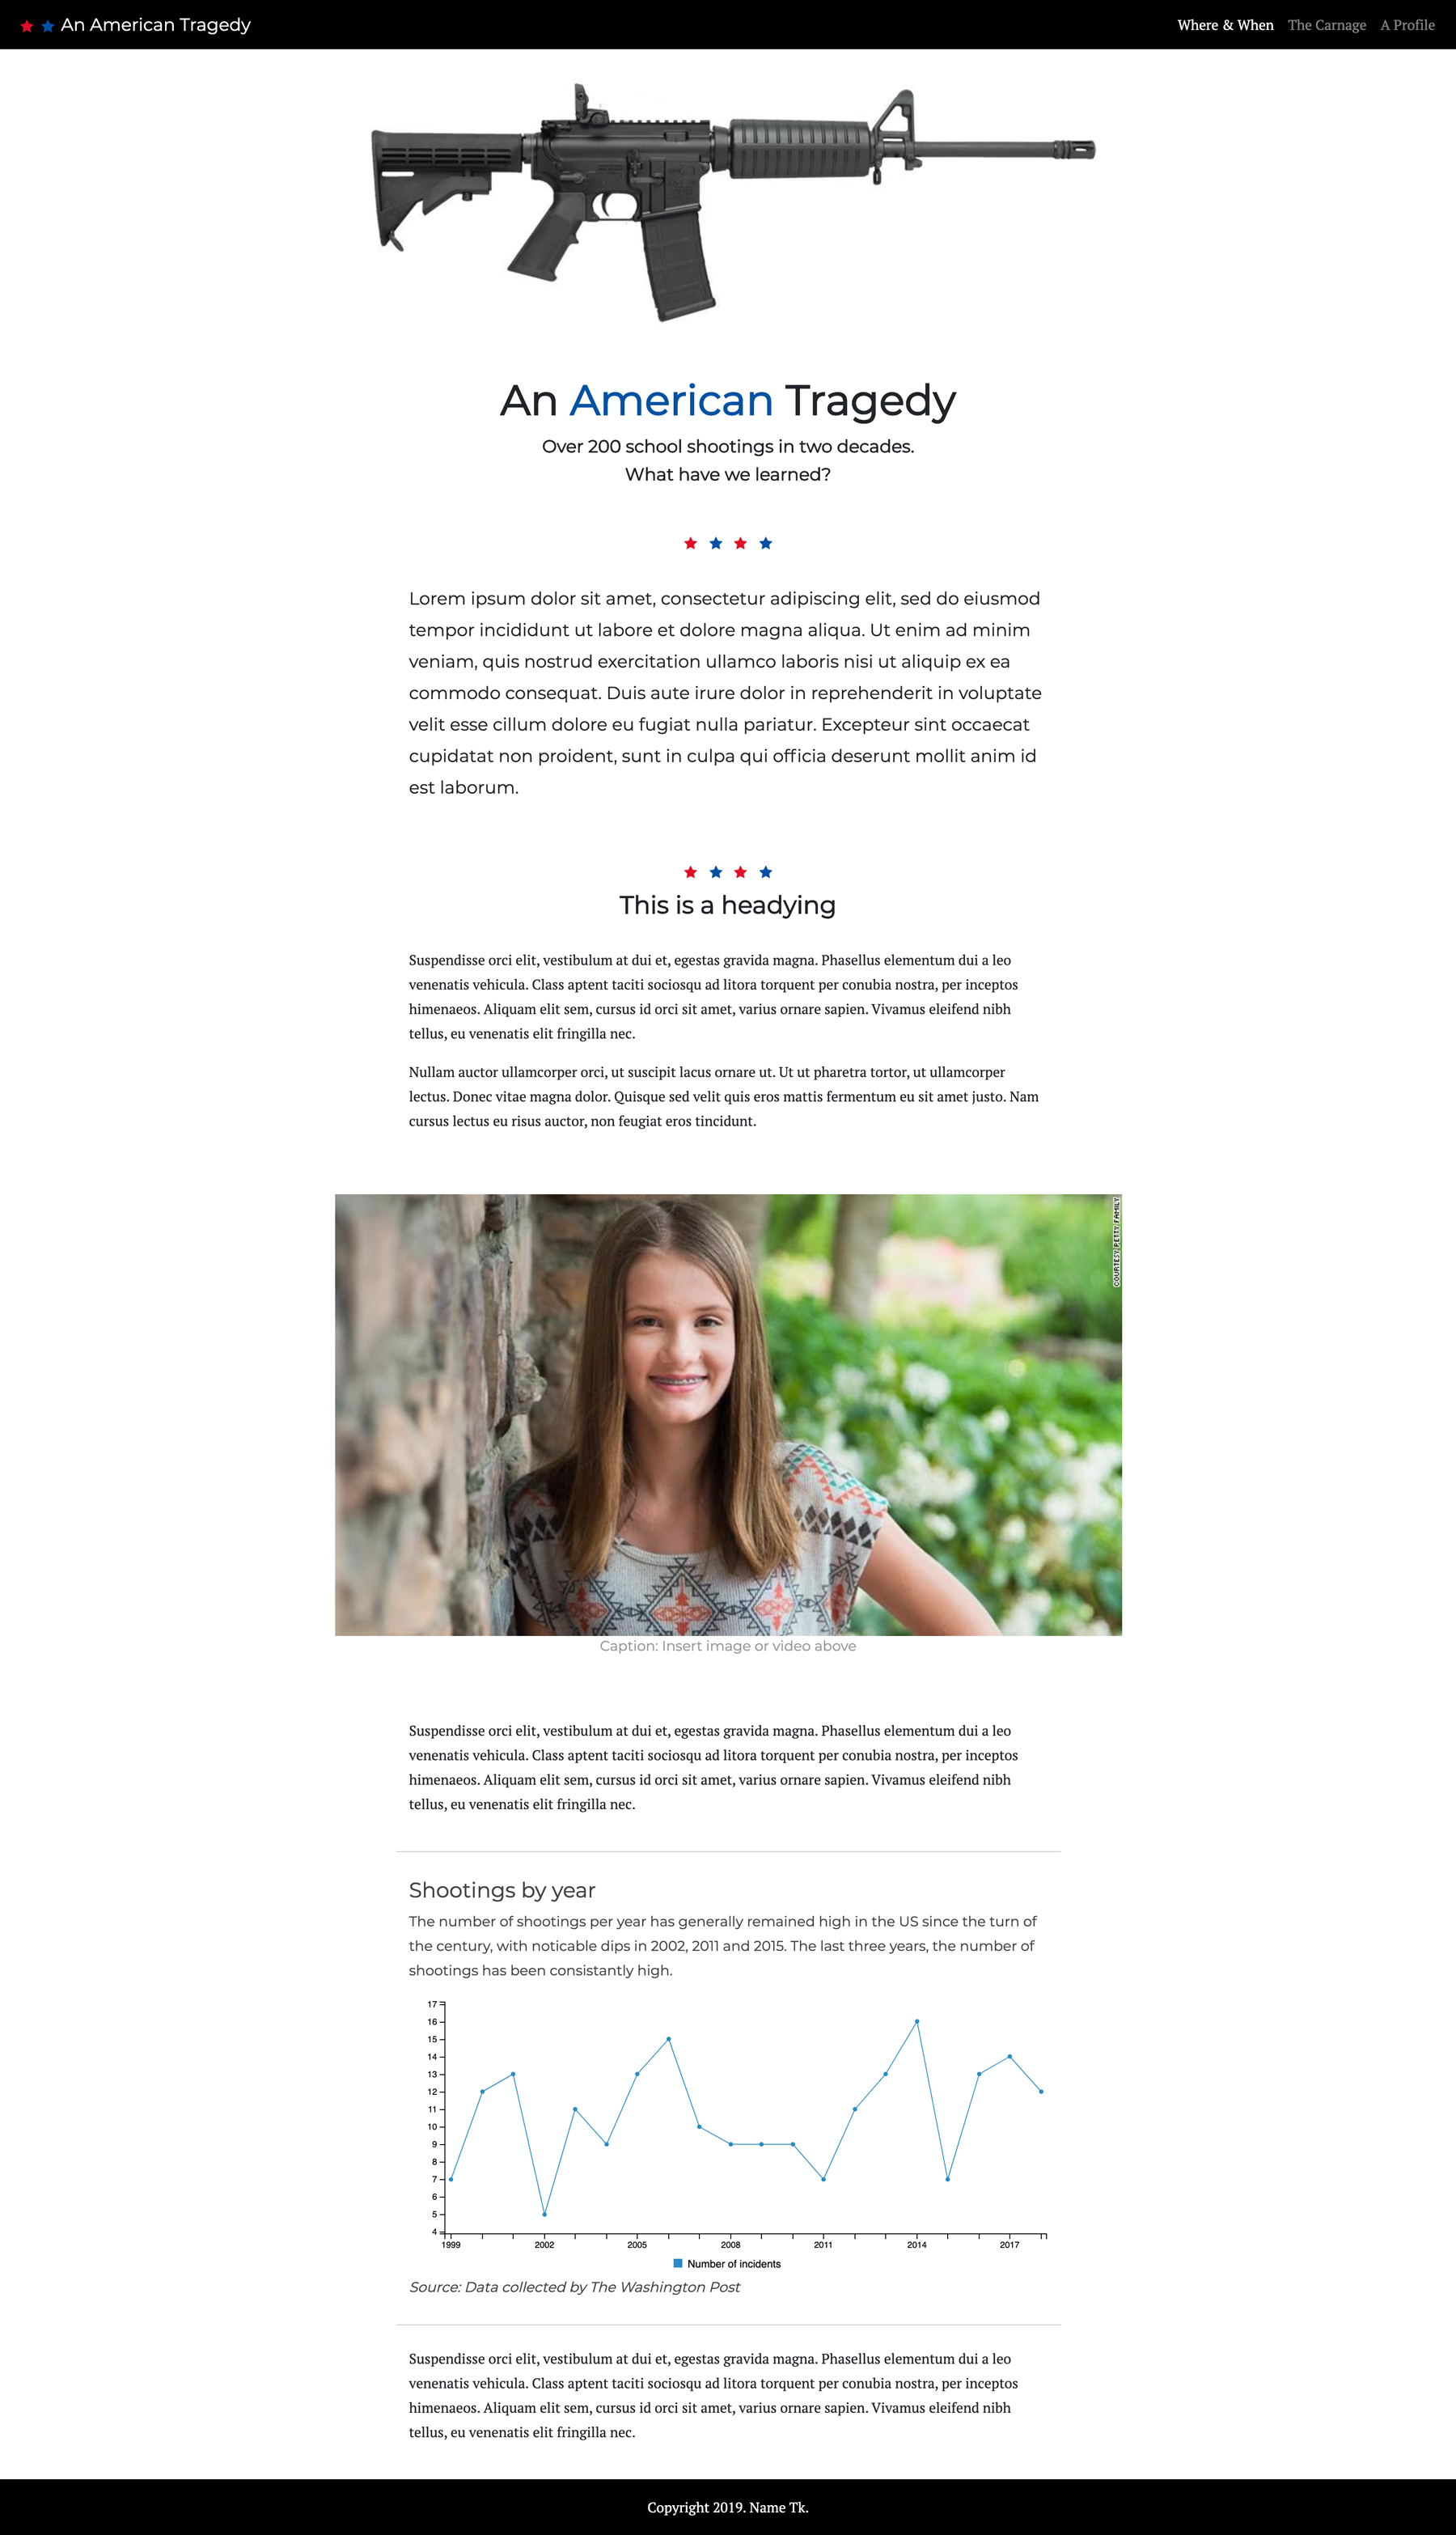 An American Tragedy
Where & When The Carnage A Profile
An American Tragedy
Over 200 school shootings in two decades.
What have we learned?
Lorem ipsum dolor sit amet, consectetur adipiscing elit, sed do eiusmod
tempor incididunt ut labore et dolore magna aliqua. Ut enim ad minim
veniam, quis nostrud exercitation ullamco laboris nisi ut aliquip ex ea
commodo consequat. Duis aute irure dolor in reprehenderit in voluptate
velit esse cillum dolore eu fugiat nulla pariatur. Excepteur sint occaecat
cupidatat non proident, sunt in culpa qui officia deserunt mollit anim id
est laborum.
This is a headying
Suspendisse orci elit, vestibulum at dui et, egestas gravida magna. Phasellus elementum dui a leo
venenatis vehicula. Class aptent taciti sociosqu ad litora torquent per conubia nostra, per inceptos
himenaeos. Aliquam elit sem, cursus id orci sit amet, varius ornare sapien. Vivamus eleifend nibh
tellus, eu venenatis elit fringilla nec.
Nullam auctor ullamcorper orci, ut suscipit lacus ornare ut. Ut ut pharetra tortor, ut ullamcorper
lectus. Donec vitae magna dolor. Quisque sed velit quis eros mattis fermentum eu sit amet justo. Nam
cursus lectus eu risus auctor, non feugiat eros tincidunt.
COURTESY PETTY FAMILY
Caption: Insert image or video above
Suspendisse orci elit, vestibulum at dui et, egestas gravida magna. Phasellus elementum dui a leo
venenatis vehicula. Class aptent taciti sociosqu ad litora torquent per conubia nostra, per inceptos
himenaeos. Aliquam elit sem, cursus id orci sit amet, varius ornare sapien. Vivamus eleifend nibh
tellus, eu venenatis elit fringilla nec.
Shootings by year
The number of shootings per year has generally remained high in the US since the turn of
the century, with noticable dips in 2002, 2011 and 2015. The last three years, the number of
shootings has been consistantly high.
17
16
15
14
13
12
11
10
9
8
7
6
5
4
1999 2002 2005 2008 2011 2014 2017
Number of incidents
Source: Data collected by The Washington Post
Suspendisse orci elit, vestibulum at dui et, egestas gravida magna. Phasellus elementum dui a leo
venenatis vehicula. Class aptent taciti sociosqu ad litora torquent per conubia nostra, per inceptos
himenaeos. Aliquam elit sem, cursus id orci sit amet, varius ornare sapien. Vivamus eleifend nibh
tellus, eu venenatis elit fringilla nec.
Copyright 2019. Name Tk.